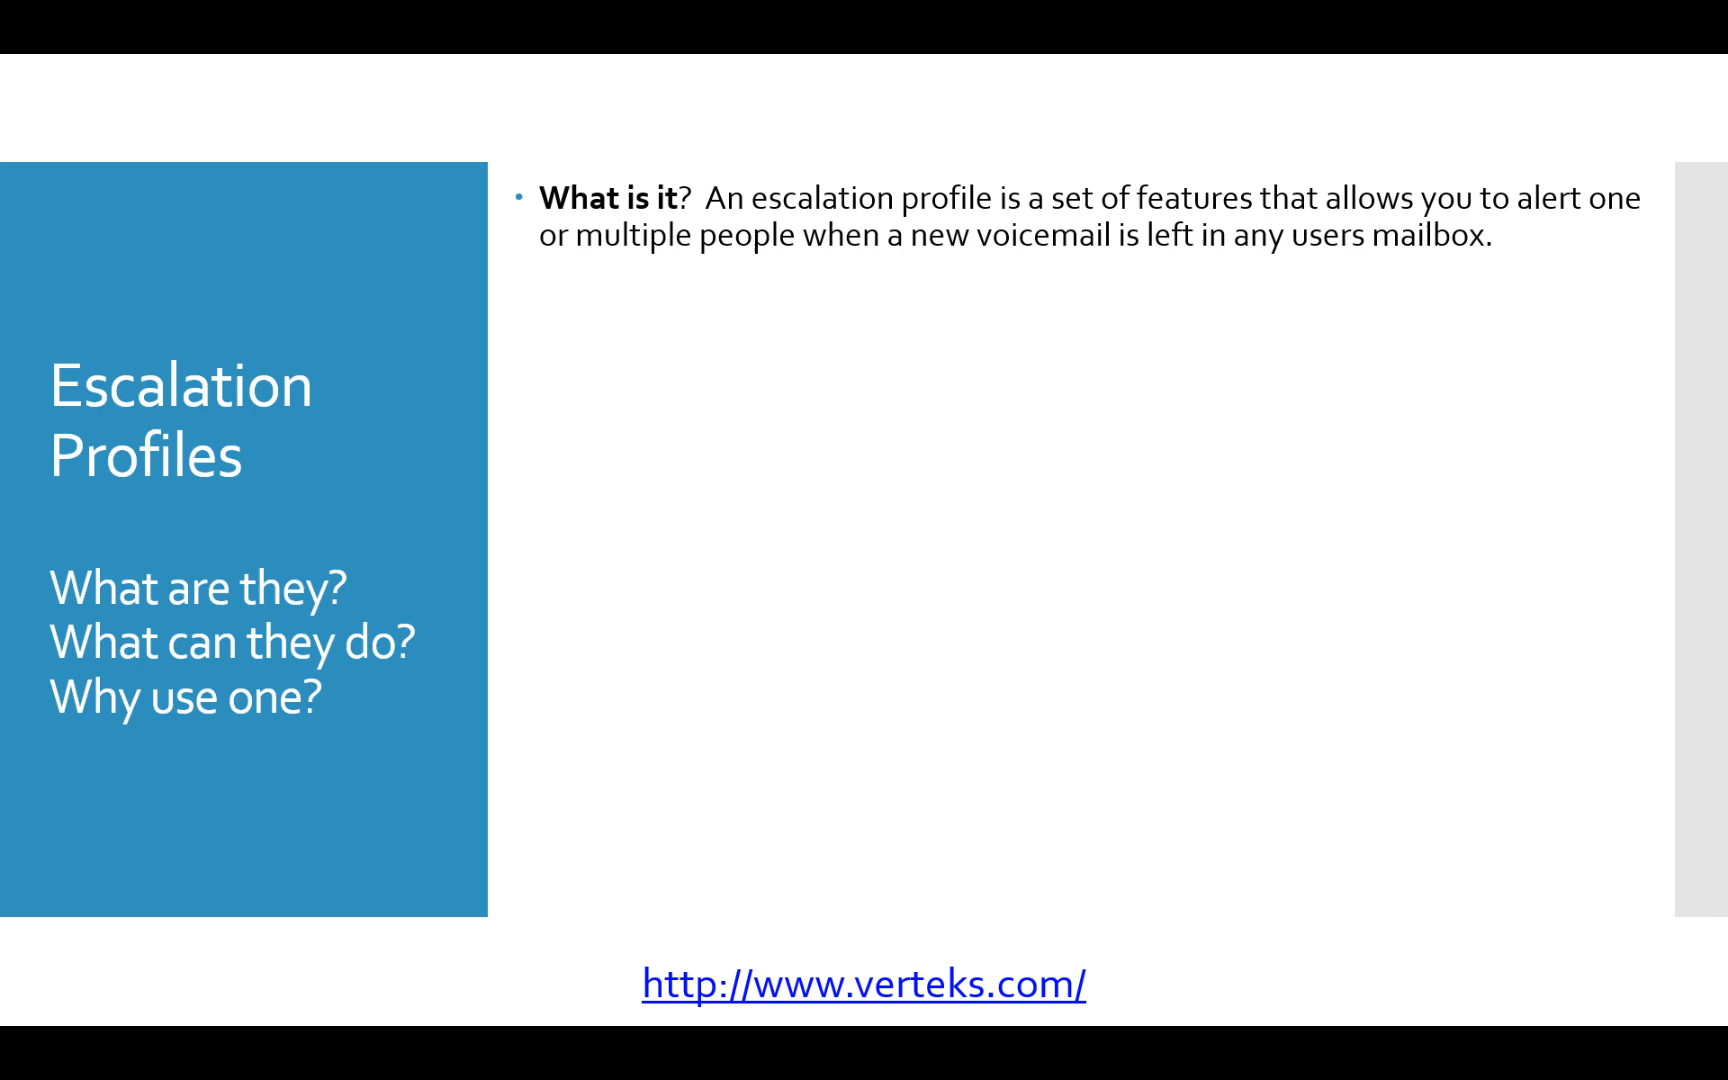 Escalation
Profiles
What are they?
What can they do?
Why use one?
• What is it?  An escalation profile is a set of features that allows you to alert one
or multiple people when a new voicemail is left in any users mailbox.
http://www.verteks.com/